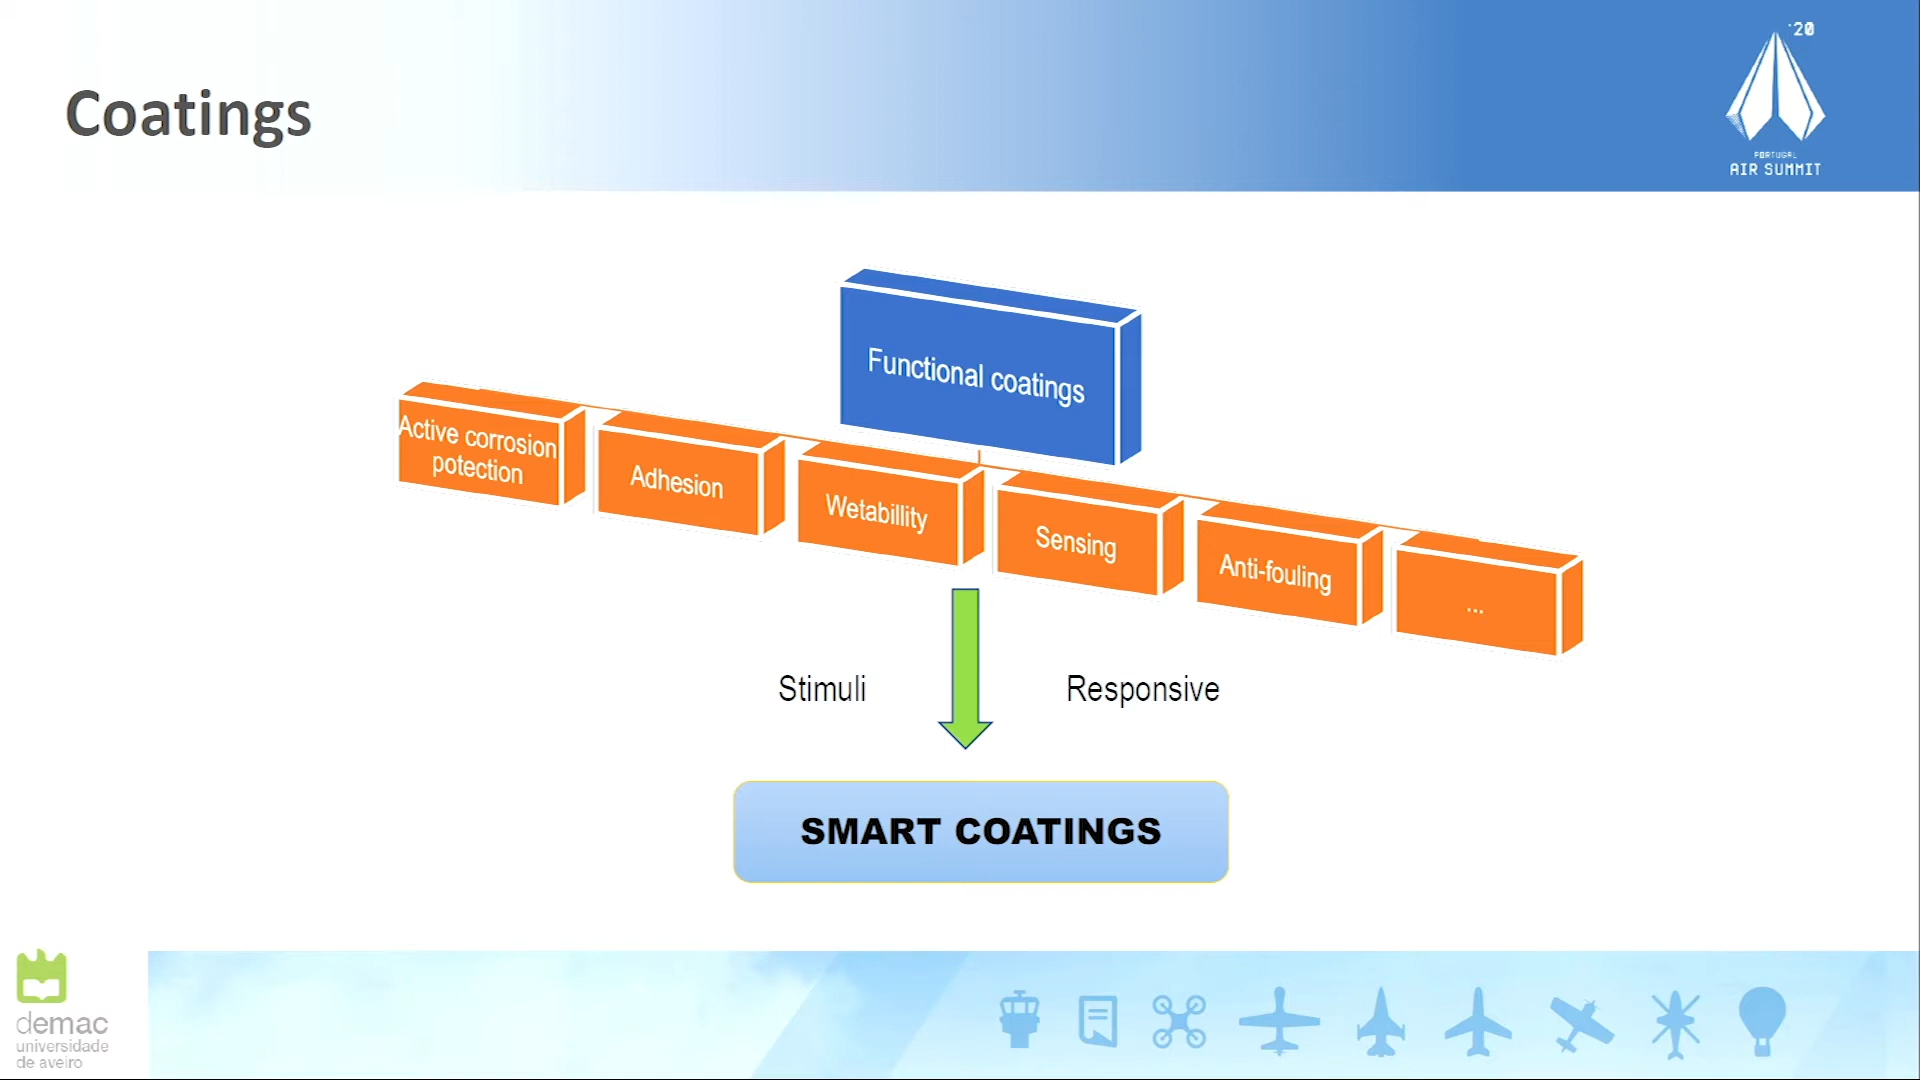 Coatings
'20
PORTUGAL
AIR SUMMIT
Functional coatings
Active corrosion
potection
Adhesion
Wetabillity
Sensing
Anti-fouling
...
Stimuli
Responsive
SMART COATINGS
demac
universidade
de aveiro